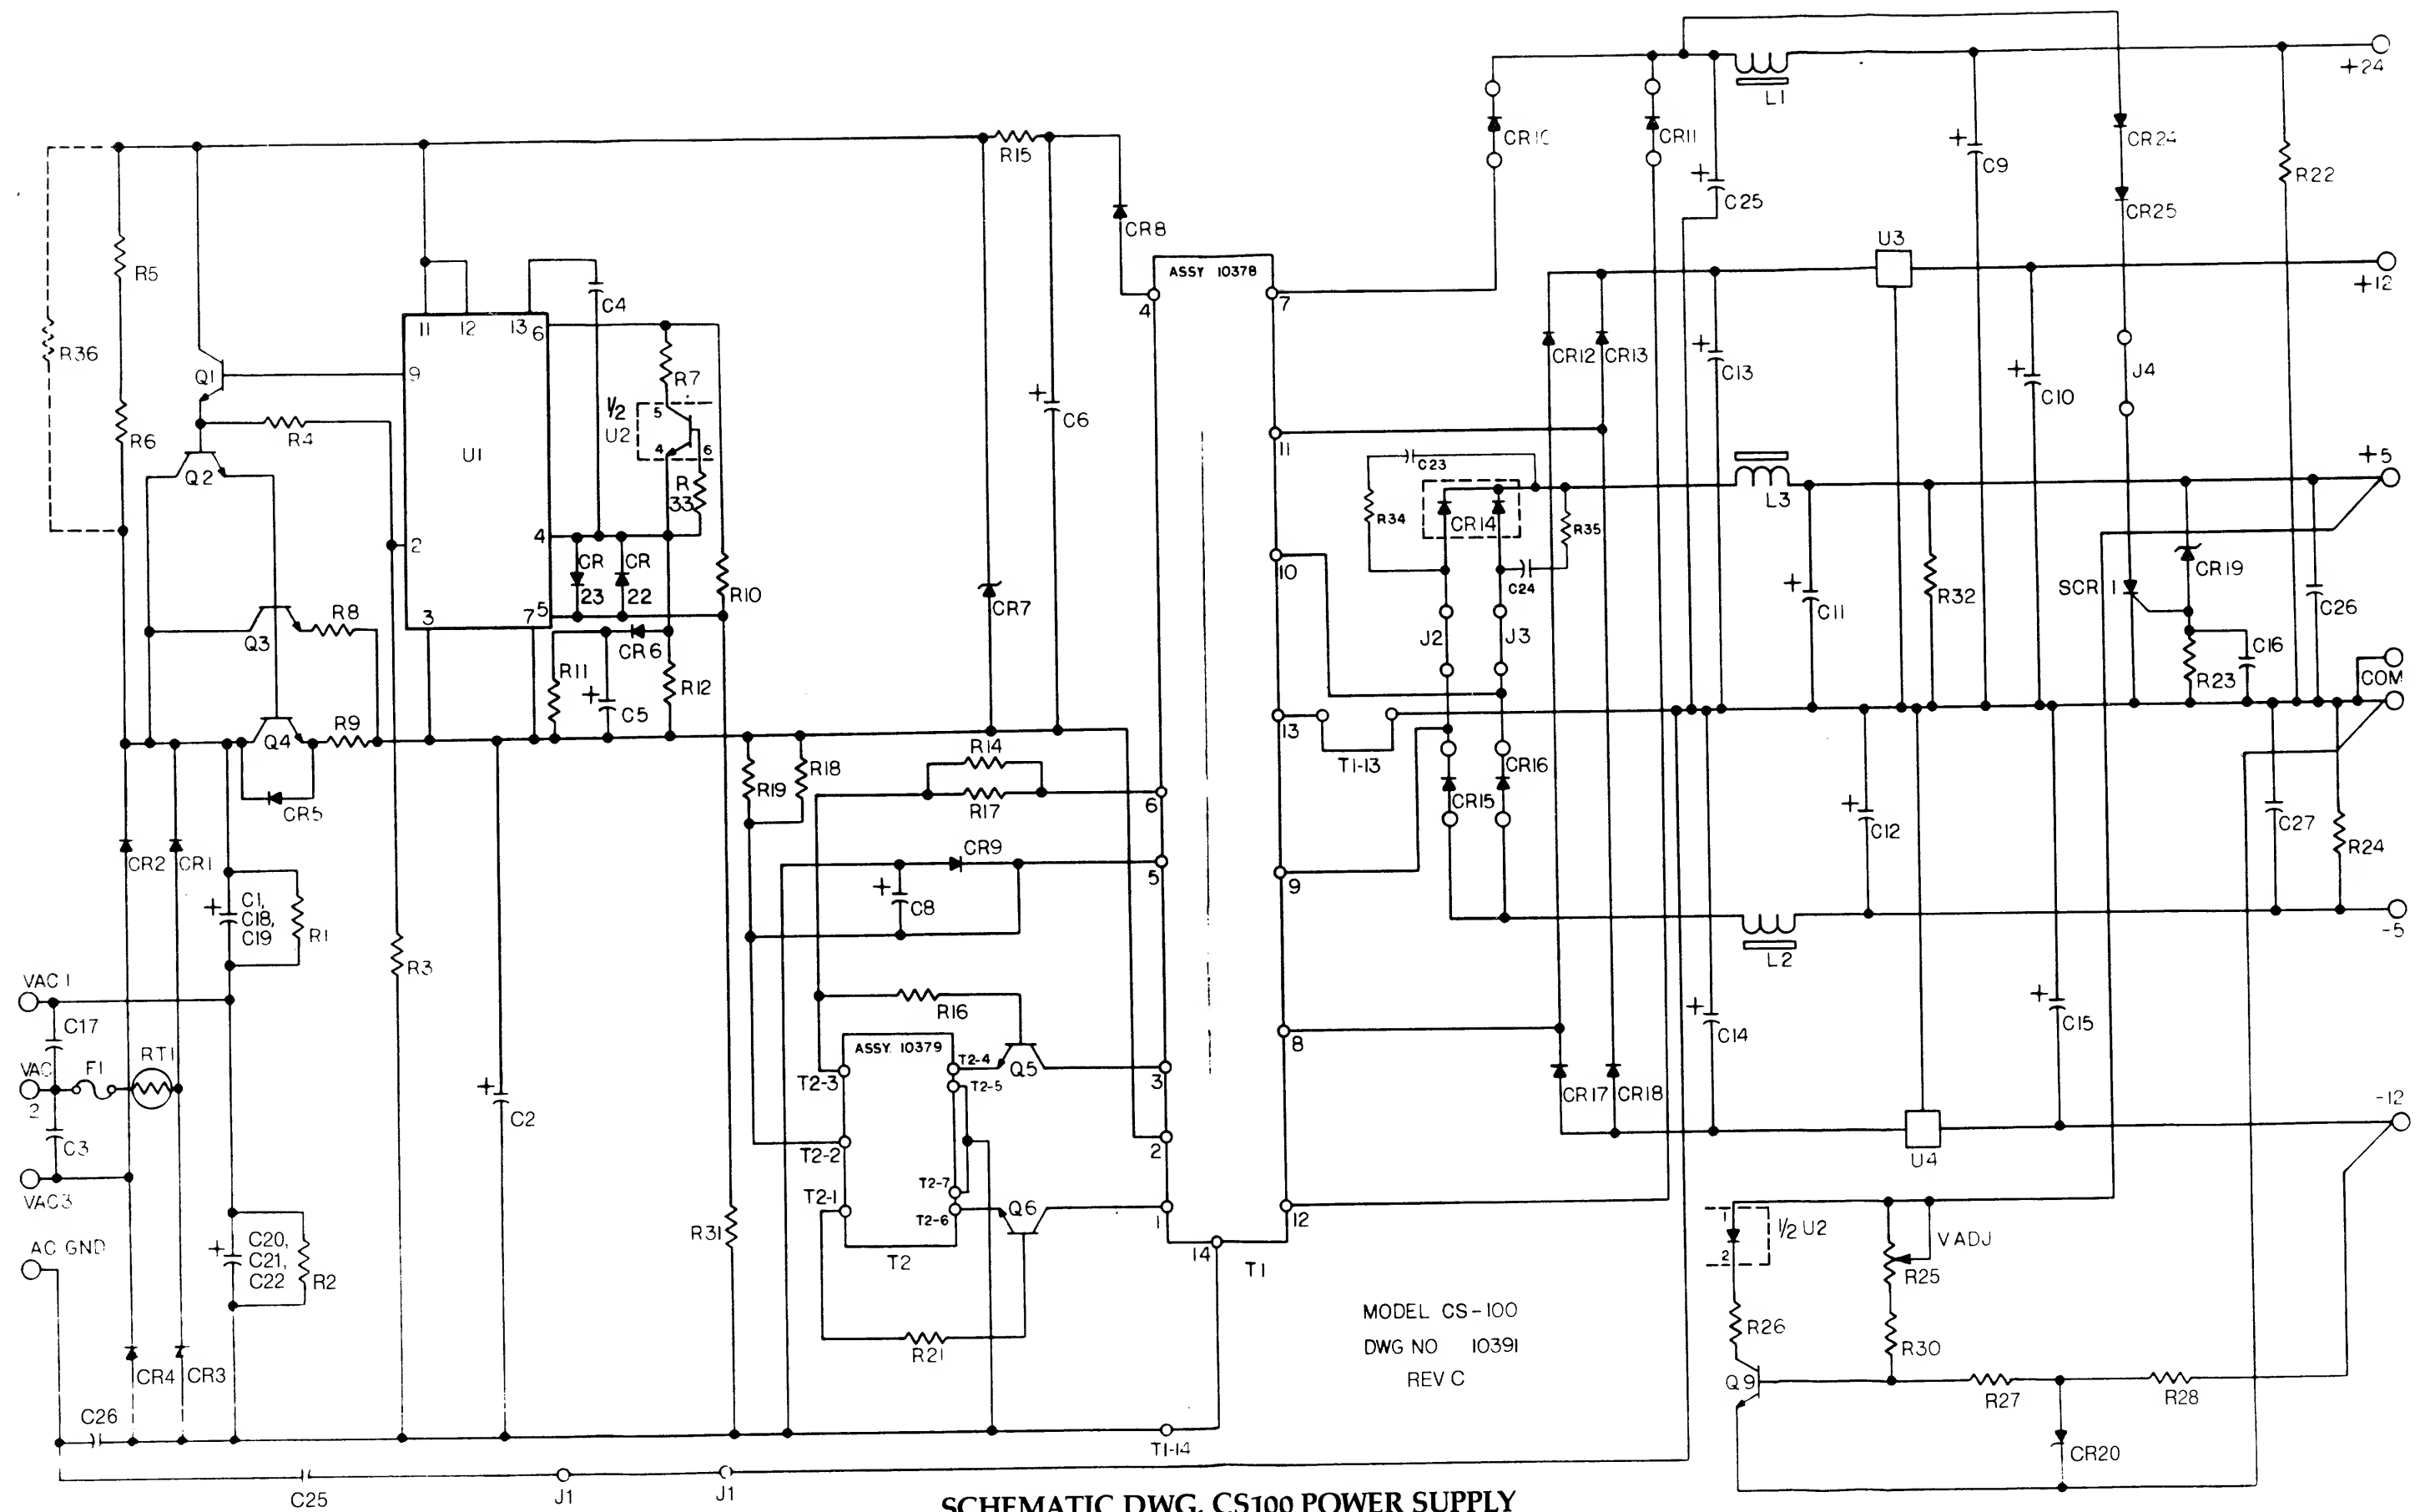 +24
L1
CR10
CR11
CR24
R15
C9
R22
C25
CR25
CR8
U3
R5
ASSY 10378
+12
4
7
C4
11 12 13
6
R36
CR12
CR13
C13
J4
Q1
9
R7
C10
1/2
U2
5
4
6
C6
R4
R6
11
U1
+5
C23
Q2
R
33
L3
R34
CR14
R35
2
4
10
CR
23
CR
22
R10
C24
CR19
SCR 1
R32
C26
C11
CR7
3
7
5
R8
Q3
J2
J3
C16
CR6
R11
R12
R23
COM
C5
13
Q4
R9
R14
T1-13
CR16
R19
R18
R17
6
CR15
CR5
C12
C27
R24
CR2
CR1
CR9
5
9
C8
C1,
C18,
C19
R1
-5
L2
R3
VAC 1
R16
C17
C15
C14
8
ASSY. 10379
RT1
T2-4
Q5
VAC
2
F1
T2-3
T2-5
3
C2
CR17
CR18
-12
C3
2
T2-2
U4
VAC3
T2-7
T2-1
T2-6
Q6
1
12
R31
1
2
1/2 U2
V ADJ
AC GND
C20,
C21,
C22
R2
T2
14
T1
R25
MODEL CS-100
R26
DWG NO 10391
R30
R21
CR4
CR3
REV C
Q9
R27
R28
C26
T1-14
CR20
C25
J1
J1
SCHEMATIC DWG. CS100 POWER SUPPLY